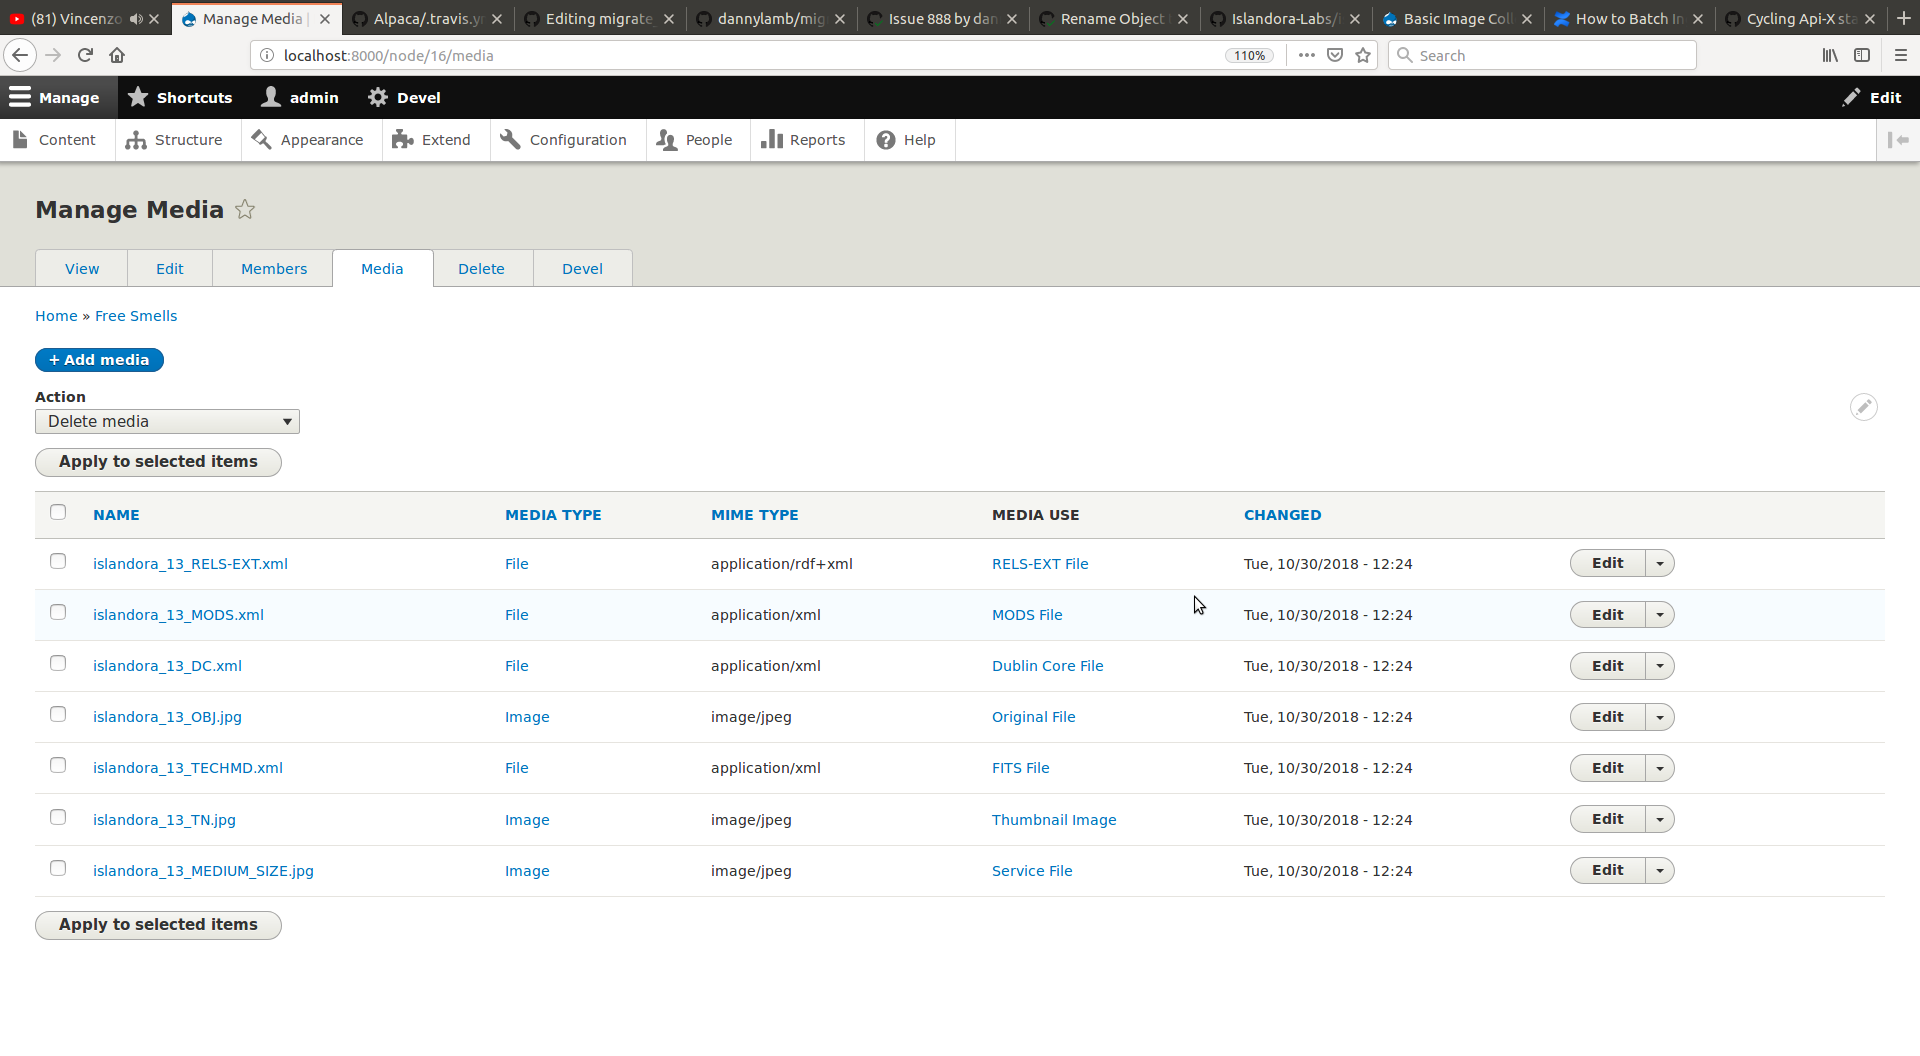 (81) Vincenzo
Manage Media |
Alpaca/.travis.y
Editing migrate_
dannylamb/mig
Issue 888 by dan
Rename Object
Islandora-Labs/i
Basic Image Col
How to Batch In
Cycling Api-X sta
localhost:8000/node/16/media
110%
Search
Manage
Shortcuts
admin
Devel
Edit
Content
Structure
Appearance
Extend
Configuration
People
Reports
Help
Manage Media
View
Edit
Members
Media
Delete
Devel
Home » Free Smells
+ Add media
Action
Delete media
Apply to selected items
NAME MEDIA TYPE MIME TYPE MEDIA USE CHANGED
islandora_13_RELS-EXT.xml File application/rdf+xml RELS-EXT File Tue, 10/30/2018 - 12:24 Edit
islandora_13_MODS.xml File application/xml MODS File Tue, 10/30/2018 - 12:24 Edit
islandora_13_DC.xml File application/xml Dublin Core File Tue, 10/30/2018 - 12:24 Edit
islandora_13_OBJ.jpg Image image/jpeg Original File Tue, 10/30/2018 - 12:24 Edit
islandora_13_TECHMD.xml File application/xml FITS File Tue, 10/30/2018 - 12:24 Edit
islandora_13_TN.jpg Image image/jpeg Thumbnail Image Tue, 10/30/2018 - 12:24 Edit
islandora_13_MEDIUM_SIZE.jpg Image image/jpeg Service File Tue, 10/30/2018 - 12:24 Edit
Apply to selected items